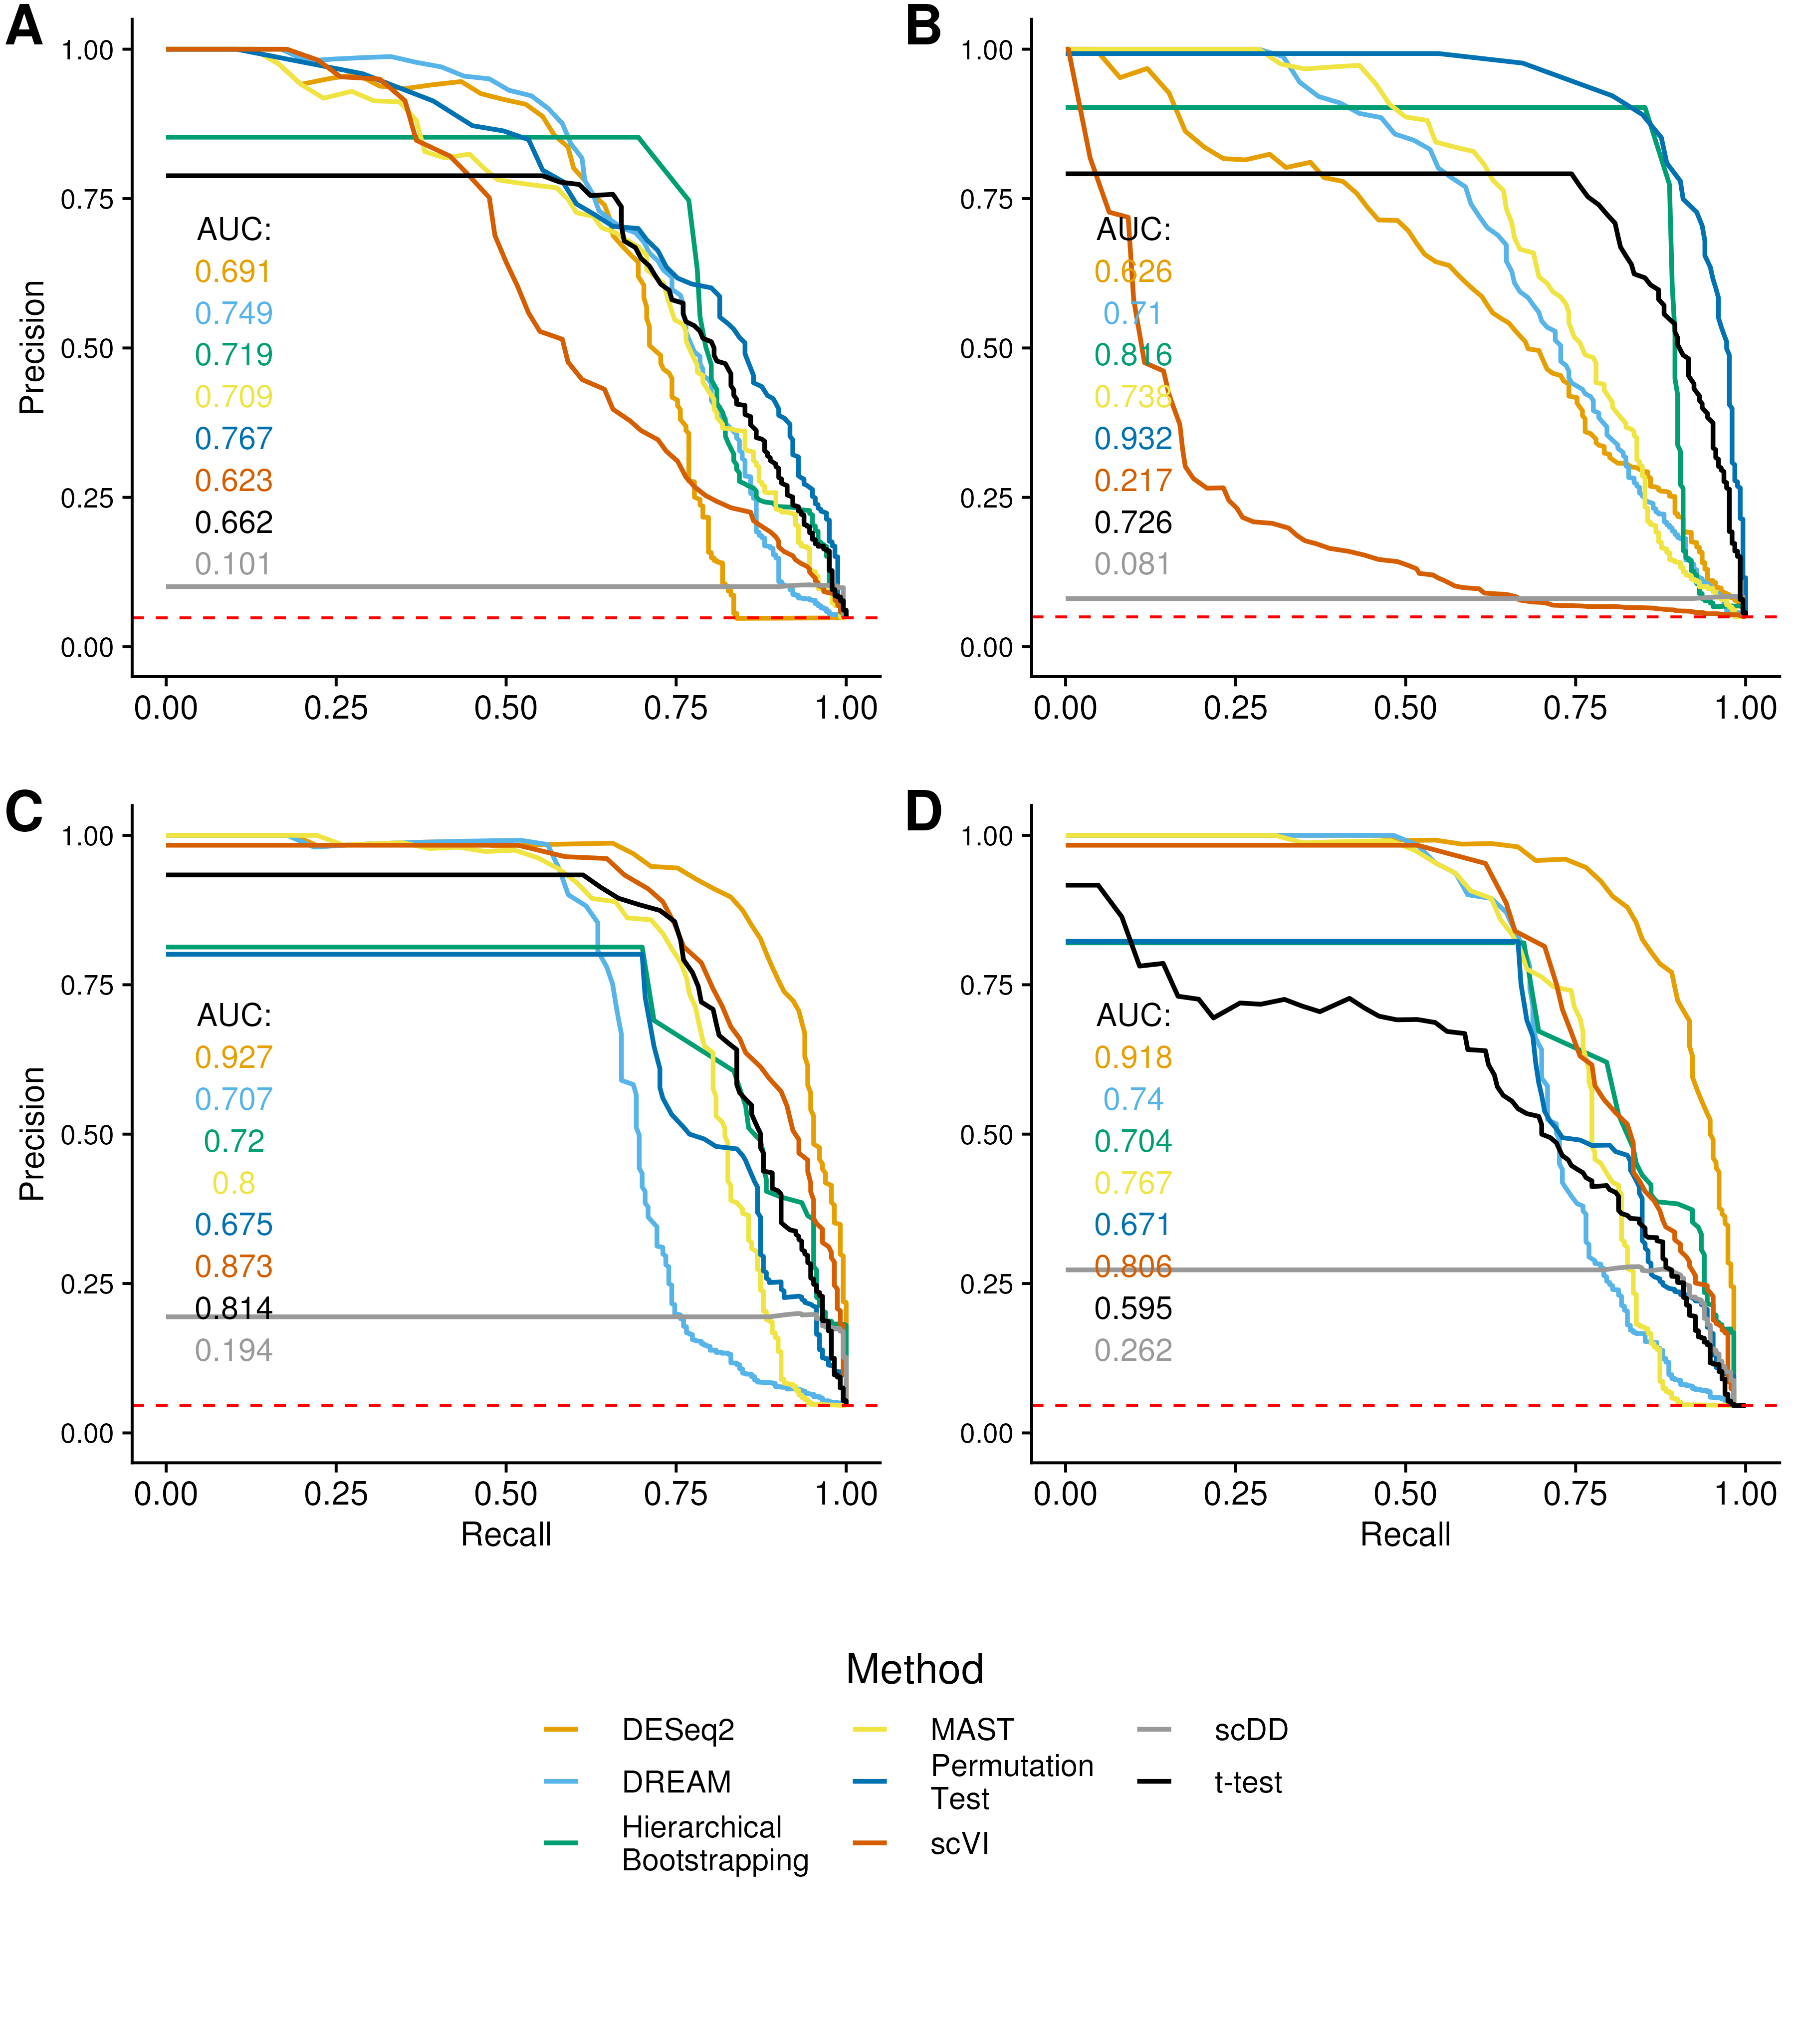 A
Precision
1.00
0.75
0.50
0.25
0.00
AUC:
0.691
0.749
0.719
0.709
0.767
0.623
0.662
0.101
0.00 0.25 0.50 0.75 1.00
B
1.00
0.75
0.50
0.25
0.00
AUC:
0.626
0.71
0.816
0.738
0.932
0.217
0.726
0.081
0.00 0.25 0.50 0.75 1.00
C
Precision
1.00
0.75
0.50
0.25
0.00
AUC:
0.927
0.707
0.72
0.8
0.675
0.873
0.814
0.194
0.00 0.25 0.50 0.75 1.00
Recall
D
1.00
0.75
0.50
0.25
0.00
AUC:
0.918
0.74
0.704
0.767
0.671
0.806
0.595
0.262
0.00 0.25 0.50 0.75 1.00
Recall
Method
DESeq2
DREAM
Hierarchical
Bootstrapping
MAST
Permutation
Test
scVI
scDD
t-test